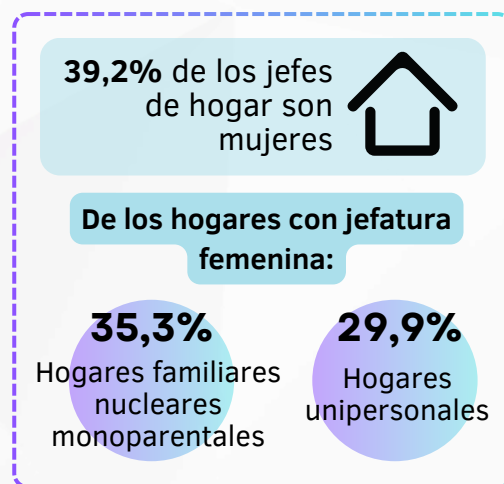 39,2% de los jefes
de hogar son
mujeres
De los hogares con jefatura
femenina:
35,3%
Hogares familiares
nucleares
monoparentales
29,9%
Hogares
unipersonales